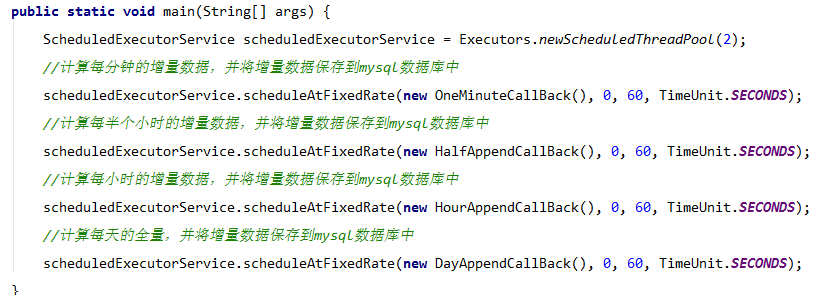 public static void main(String[] args) {
ScheduledExecutorService scheduledExecutorService = Executors.newScheduledThreadPool(2);
//计算每分钟的增量数据，并将增量数据保存到mysql数据库中
scheduledExecutorService.scheduleAtFixedRate(new OneMinuteCallBack(), 0, 60, TimeUnit.SECONDS);
//计算每半个小时的增量数据，并将增量数据保存到mysql数据库中
scheduledExecutorService.scheduleAtFixedRate(new HalfAppendCallBack(), 0, 60, TimeUnit.SECONDS);
//计算每小时的增量数据，并将增量数据保存到mysql数据库中
scheduledExecutorService.scheduleAtFixedRate(new HourAppendCallBack(), 0, 60, TimeUnit.SECONDS);
//计算每天的全量，并将增量数据保存到mysql数据库中
scheduledExecutorService.scheduleAtFixedRate(new DayAppendCallBack(), 0, 60, TimeUnit.SECONDS);
}